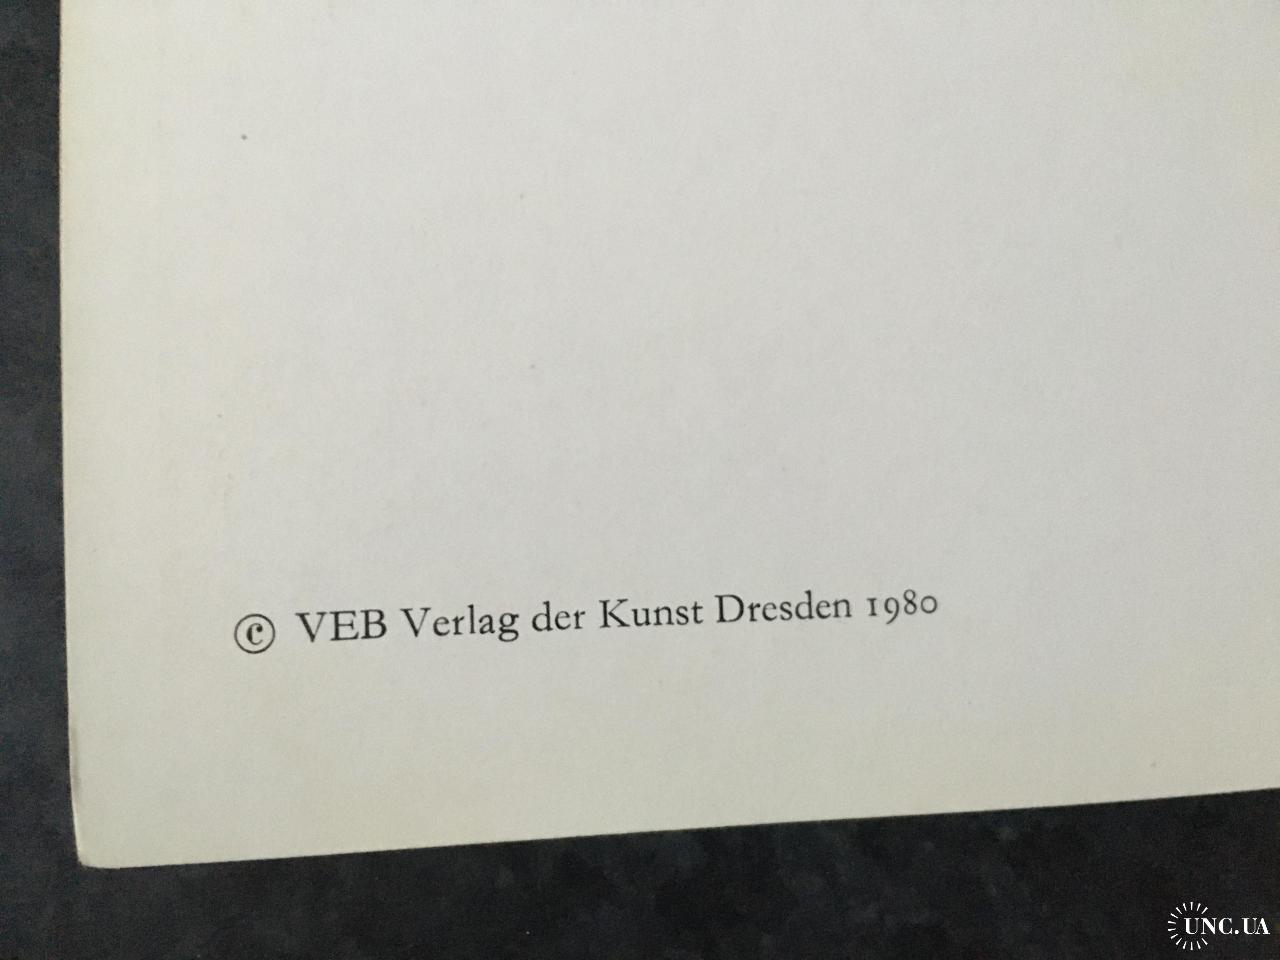 © VEB Verlag der Kunst Dresden 1980
UNC.UA